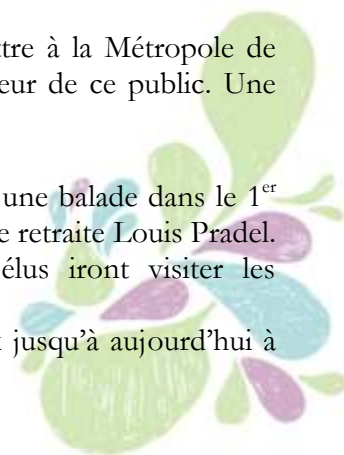 ttre à la Métropole de
eur de ce public. Une
une balade dans le 1er
e retraite Louis Pradel.
élus iront visiter les
jusqu'à aujourd'hui à